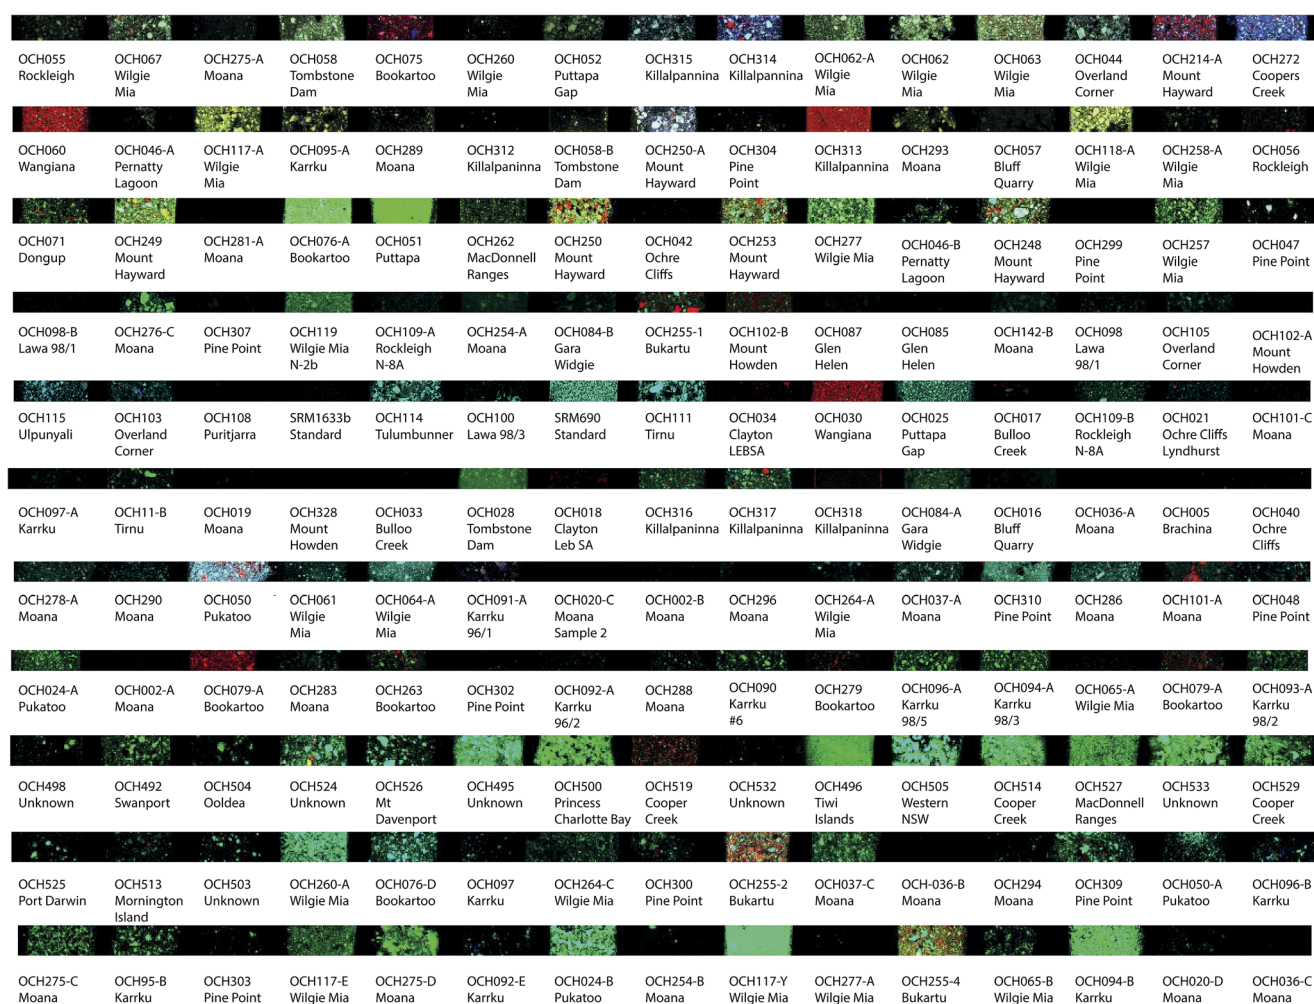 OCH055 OCH067 OCH275-A OCH058 OCH075 OCH260 OCH052 OCH315 OCH314 OCH062-A OCH062 OCH063 OCH044 OCH214-A OCH272
Rockleigh Wilgie Moana Tombstone Bookartoo Wilgie Puttapa Killalpannina Killalpannina Wilgie Wilgie Wilgie Overland Mount Coopers
Mia Dam Mia Gap Mia Mia Mia Corner Hayward Creek
OCH060 OCH046-A OCH117-A OCH095-A OCH289 OCH312 OCH058-B OCH250-A OCH304 OCH313 OCH293 OCH057 OCH118-A OCH258-A OCH056
Wangiana Pernatty Wilgie Karrku Moana Killalpaninna Tombstone Mount Pine Killalpannina Moana Bluff Wilgie Wilgie Rockleigh
Lagoon Mia Dam Hayward Point Quarry Mia Mia
OCH071 OCH249 OCH281-A OCH076-A OCH051 OCH262 OCH250 OCH042 OCH253 OCH277 OCH046-B OCH248 OCH299 OCH257 OCH047
Dongup Mount Moana Bookartoo Puttapa MacDonnell Mount Ochre Mount Wilgie Mia Pernatty Mount Pine Wilgie Pine Point
Hayward Ranges Hayward Cliffs Hayward Lagoon Hayward Point Mia
OCH098-B OCH276-C OCH307 OCH119 OCH109-A OCH254-A OCH084-B OCH255-1 OCH102-B OCH087 OCH085 OCH142-B OCH098 OCH105 OCH102-A
Lawa 98/1 Moana Pine Point Wilgie Mia Rockleigh Moana Gara Bukartu Mount Glen Glen Moana Lawa Overland Mount
N-2b N-8A Widgie Howden Helen Helen 98/1 Corner Howden
OCH115 OCH103 OCH108 SRM1633b OCH114 OCH100 SRM690 OCH111 OCH034 OCH030 OCH025 OCH017 OCH109-B OCH021 OCH101-C
Ulpunyali Overland Puritjarra Standard Tulumbunner Lawa 98/3 Standard Tirnu Clayton Wangiana Puttapa Bulloo Rockleigh Ochre Cliffs Moana
Corner LEBSA Gap Creek N-8A Lyndhurst
OCH097-A OCH11-B OCH019 OCH328 OCH033 OCH028 OCH018 OCH316 OCH317 OCH318 OCH084-A OCH016 OCH036-A OCH005 OCH040
Karrku Tirnu Moana Mount Bulloo Tombstone Clayton Killalpaninna Killalpaninna Killalpaninna Gara Bluff Moana Brachina Ochre
Howden Creek Dam Leb SA Widgie Quarry Cliffs
OCH278-A OCH290 OCH050 OCH061 OCH064-A OCH091-A OCH020-C OCH002-B OCH296 OCH264-A OCH037-A OCH310 OCH286 OCH101-A OCH048
Moana Moana Pukatoo Wilgie Wilgie Karrku Moana Moana Moana Wilgie Moana Pine Point Moana Moana Pine Point
Mia Mia 96/1 Sample 2 Mia
OCH024-A OCH002-A OCH079-A OCH283 OCH263 OCH302 OCH092-A OCH288 OCH090 OCH279 OCH096-A OCH094-A OCH065-A OCH079-A OCH093-A
Pukatoo Moana Bookartoo Moana Bookartoo Pine Point Karrku Moana Karrku Bookartoo Karrku Karrku Wilgie Mia Bookartoo Karrku
96/2 #6 98/5 98/3 98/2
OCH498 OCH492 OCH504 OCH524 OCH526 OCH495 OCH500 OCH519 OCH532 OCH496 OCH505 OCH514 OCH527 OCH533 OCH529
Unknown Swanport Ooldea Unknown Mt Unknown Princess Cooper Unknown Tiwi Western Cooper MacDonnell Unknown Cooper
Davenport Charlotte Bay Creek Islands NSW Creek Ranges Creek
OCH525 OCH513 OCH503 OCH260-A OCH076-D OCH097 OCH264-C OCH300 OCH255-2 OCH037-C OCH-036-B OCH294 OCH309 OCH050-A OCH096-B
Port Darwin Mornington Unknown Wilgie Mia Bookartoo Karrku Wilgie Mia Pine Point Bukartu Moana Moana Moana Pine Point Pukatoo Karrku
Island
OCH275-C OCH95-B OCH303 OCH117-E OCH275-D OCH092-E OCH024-B OCH254-B OCH117-Y OCH277-A OCH255-4 OCH065-B OCH094-B OCH020-D OCH036-C
Moana Karrku Pine Point Wilgie Mia Moana Karrku Pukatoo Moana Wilgie Mia Wilgie Mia Bukartu Wilgie Mia Karrku Moana Moana